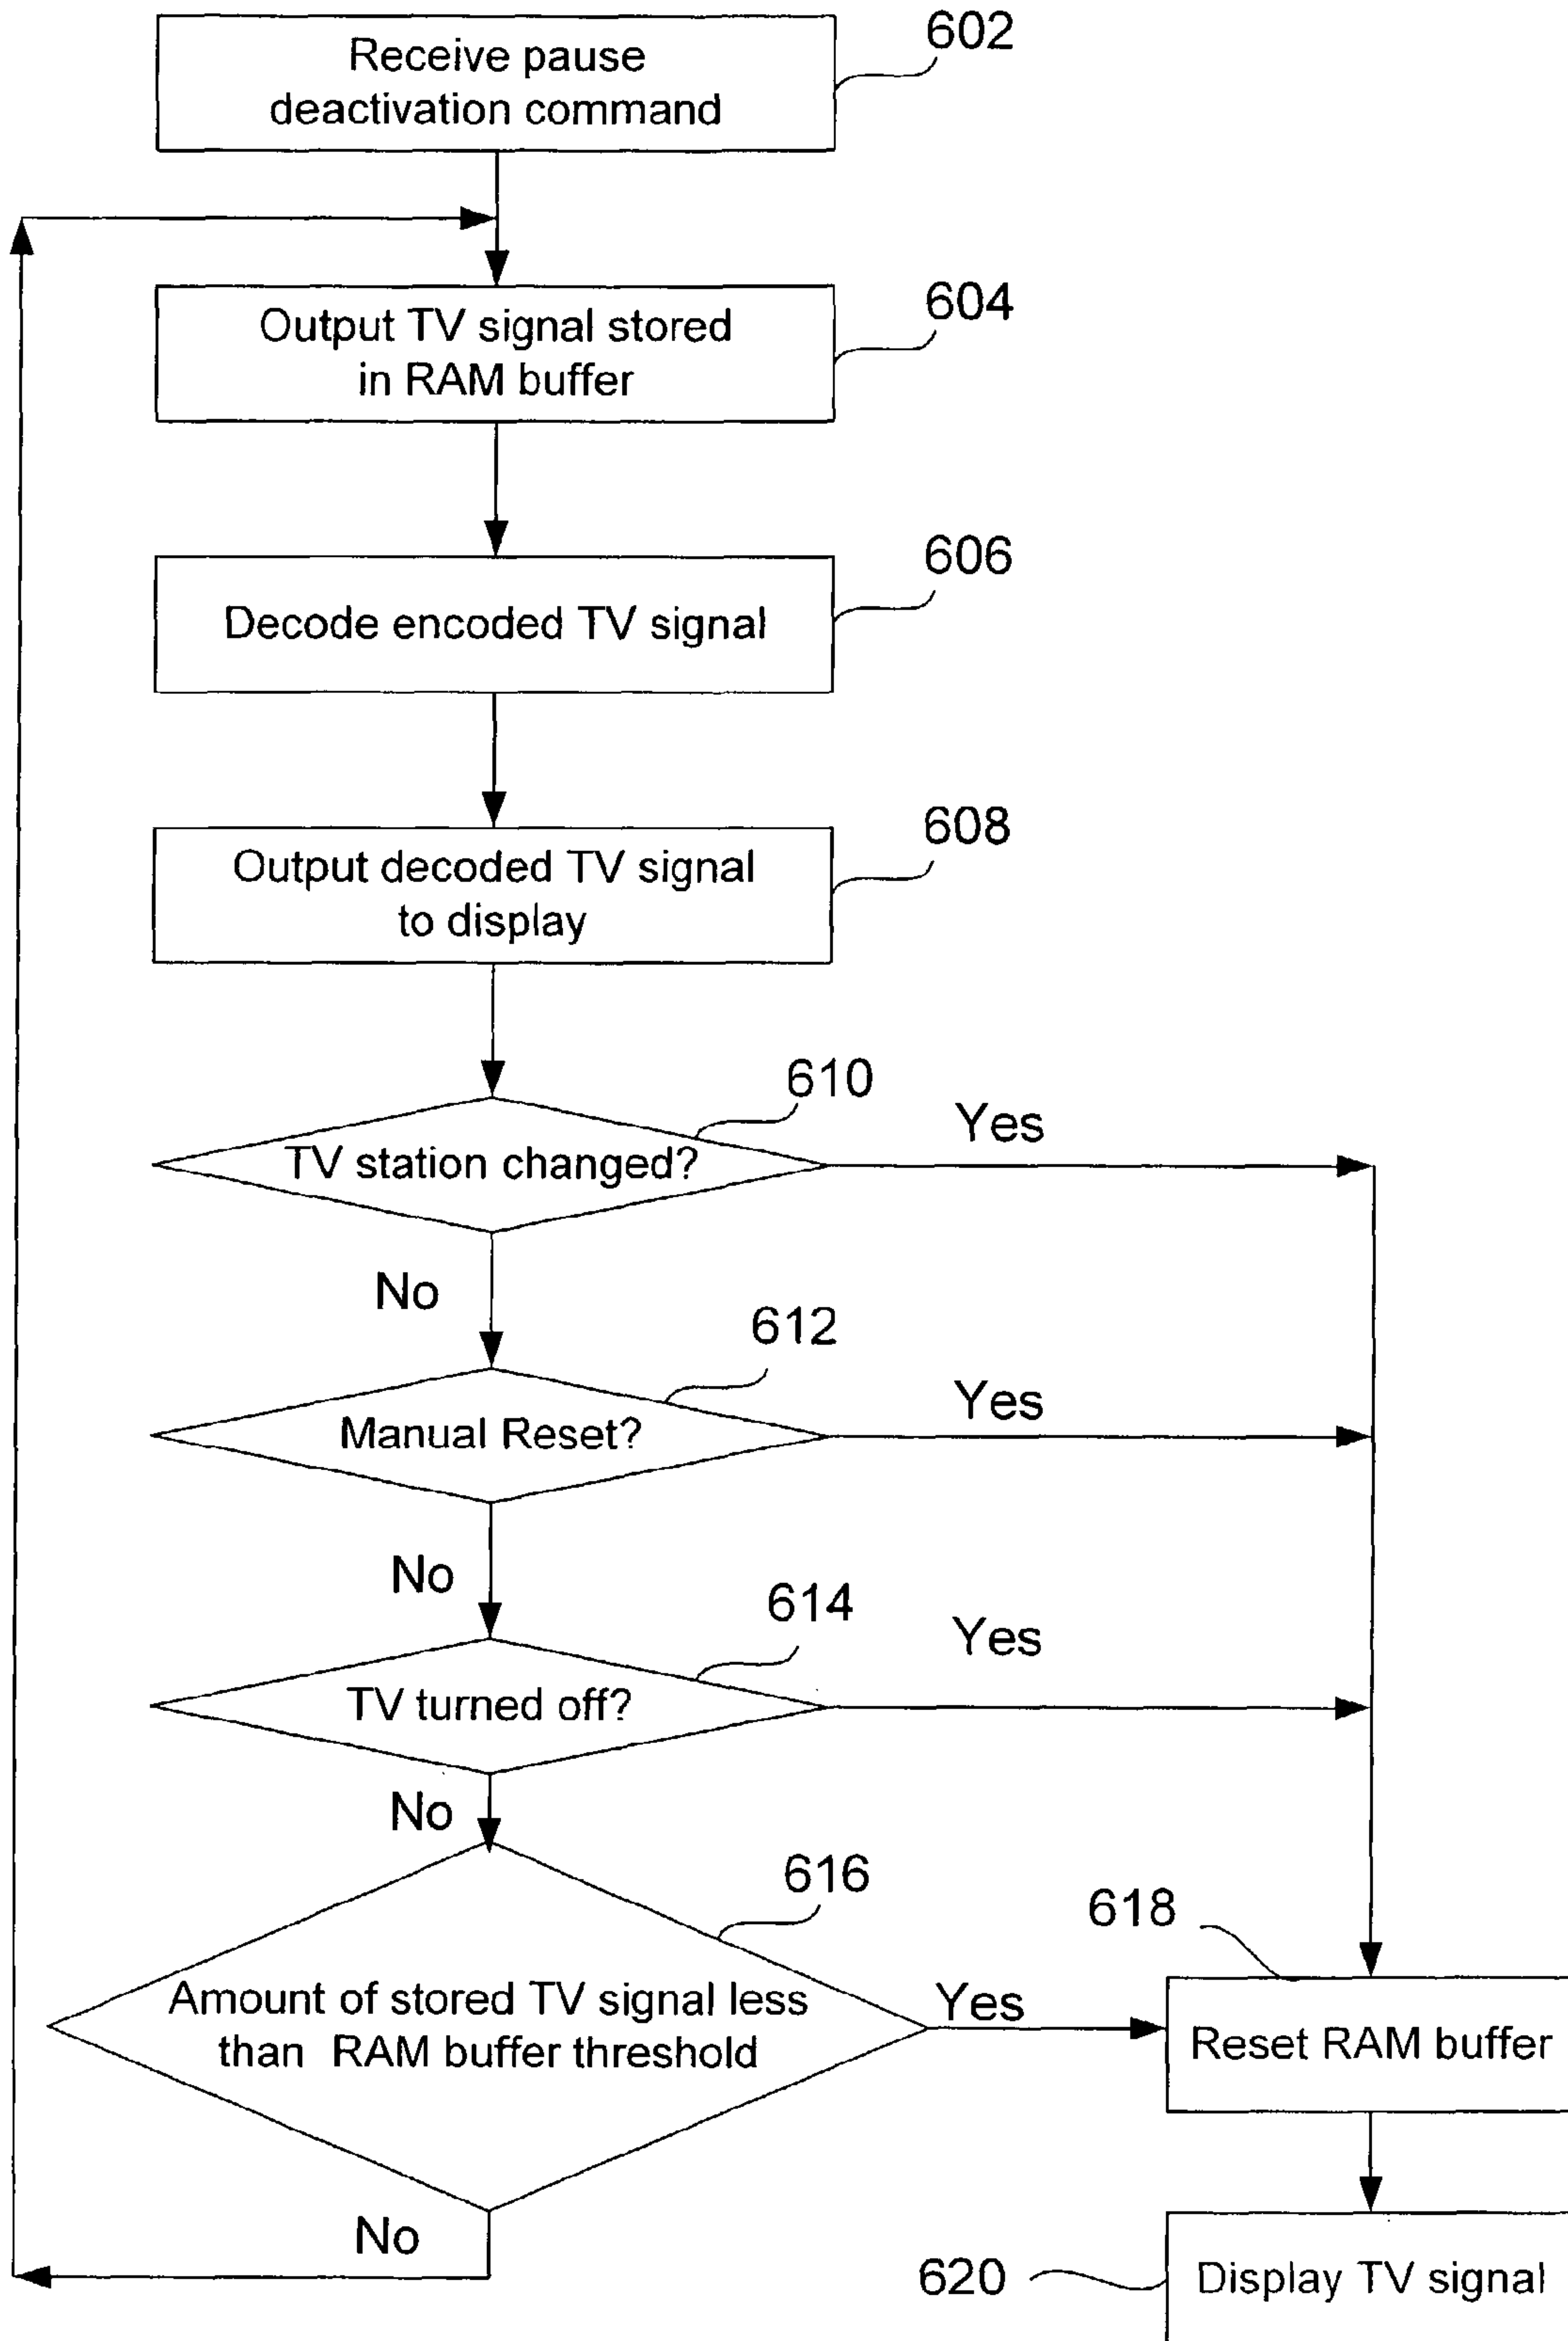 602
Receive pause
deactivation command
604
Output TV signal stored
in RAM buffer
606
Decode encoded TV signal
608
Output decoded TV signal
to display
610
Yes
TV station changed?
No
612
Yes
Manual Reset?
No
614
Yes
TV turned off?
No
616
618
Amount of stored TV signal less
than RAM buffer threshold
Yes
Reset RAM buffer
No
620
Display TV signal